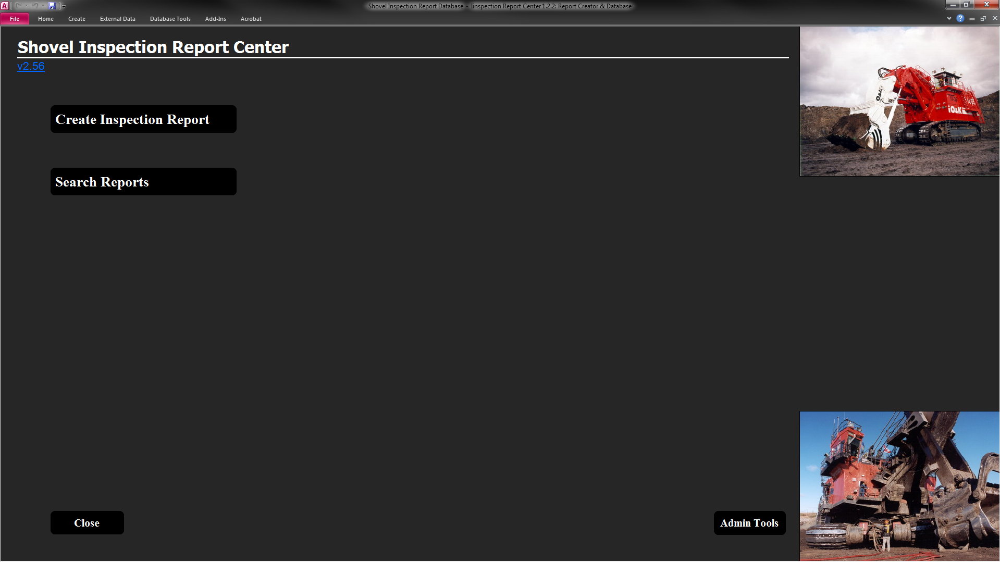 A
Shovel Inspection Report Database - Iinspection Report Center 1.2.2: Report Creator & Database
File Home Create External Data Database Tools Add-Ins Acrobat
?
Shovel Inspection Report Center
v2.56
Create Inspection Report
Search Reports
O&K
Close
Admin Tools